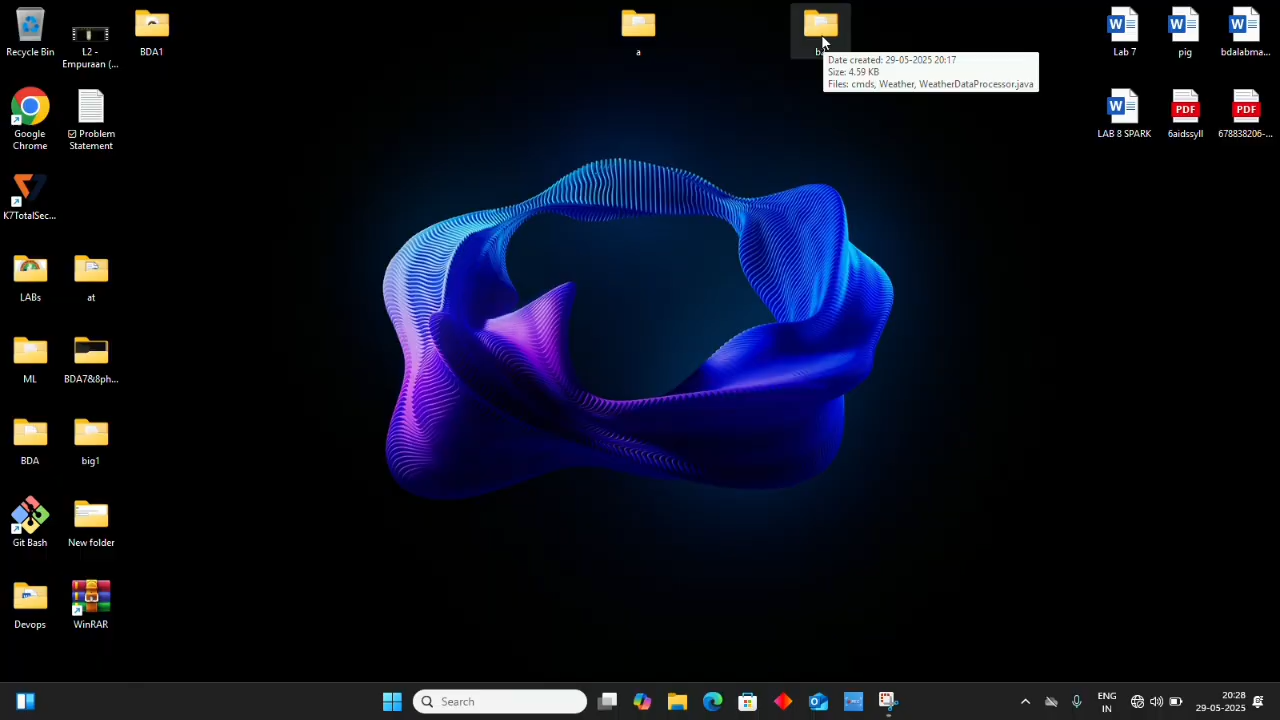 Recycle Bin
L2 -
Empuraan (...
BDA1
a
Date created: 29-05-2025 20:17
Size: 4.59 KB
Files: cmds, Weather, WeatherDataProcessor.java
Lab 7
pig
bdalabma...
Google
Chrome
Problem
Statement
LAB 8 SPARK
6aidssyll
678838206-...
K7TotalSec...
LABs
at
ML
BDA7&8ph...
BDA
big1
Git Bash
New folder
Devops
WinRAR
Search
ENG
IN
20:28
29-05-2025